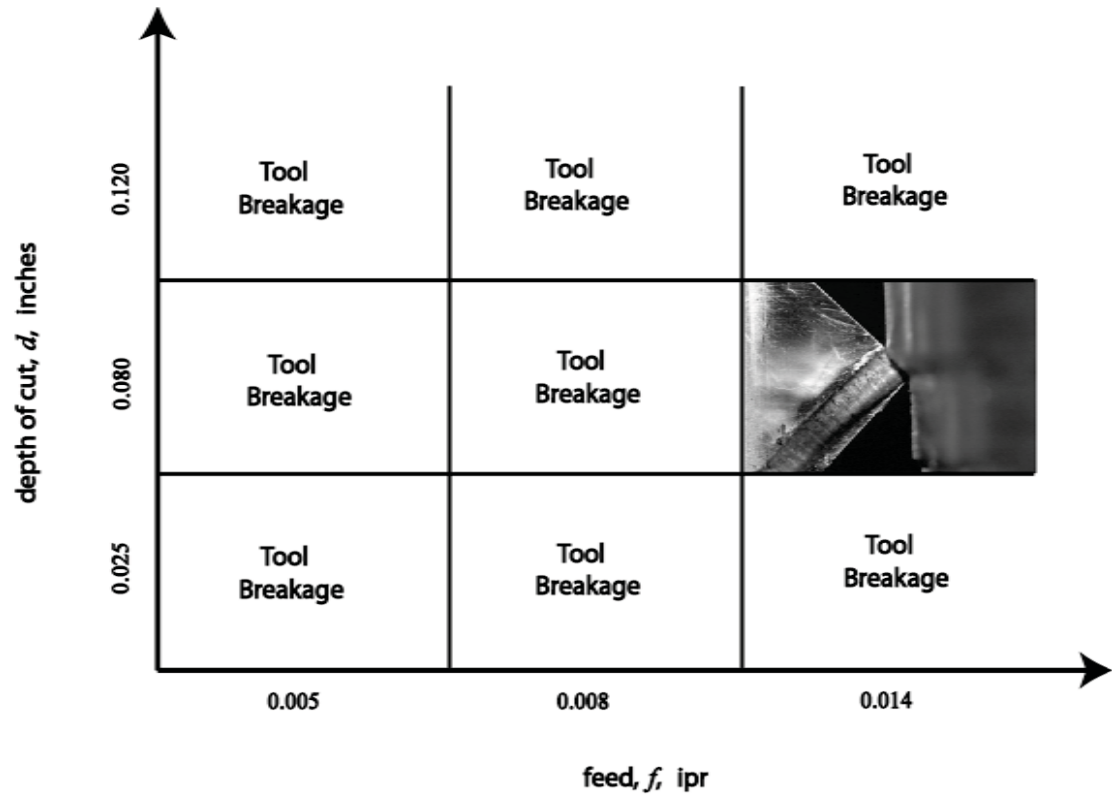 0.120
Tool
Breakage
Tool
Breakage
Tool
Breakage
depth of cut, d, inches
0.080
Tool
Breakage
Tool
Breakage
0.025
Tool
Breakage
Tool
Breakage
Tool
Breakage
0.005
0.008
0.014
feed, f, ipr